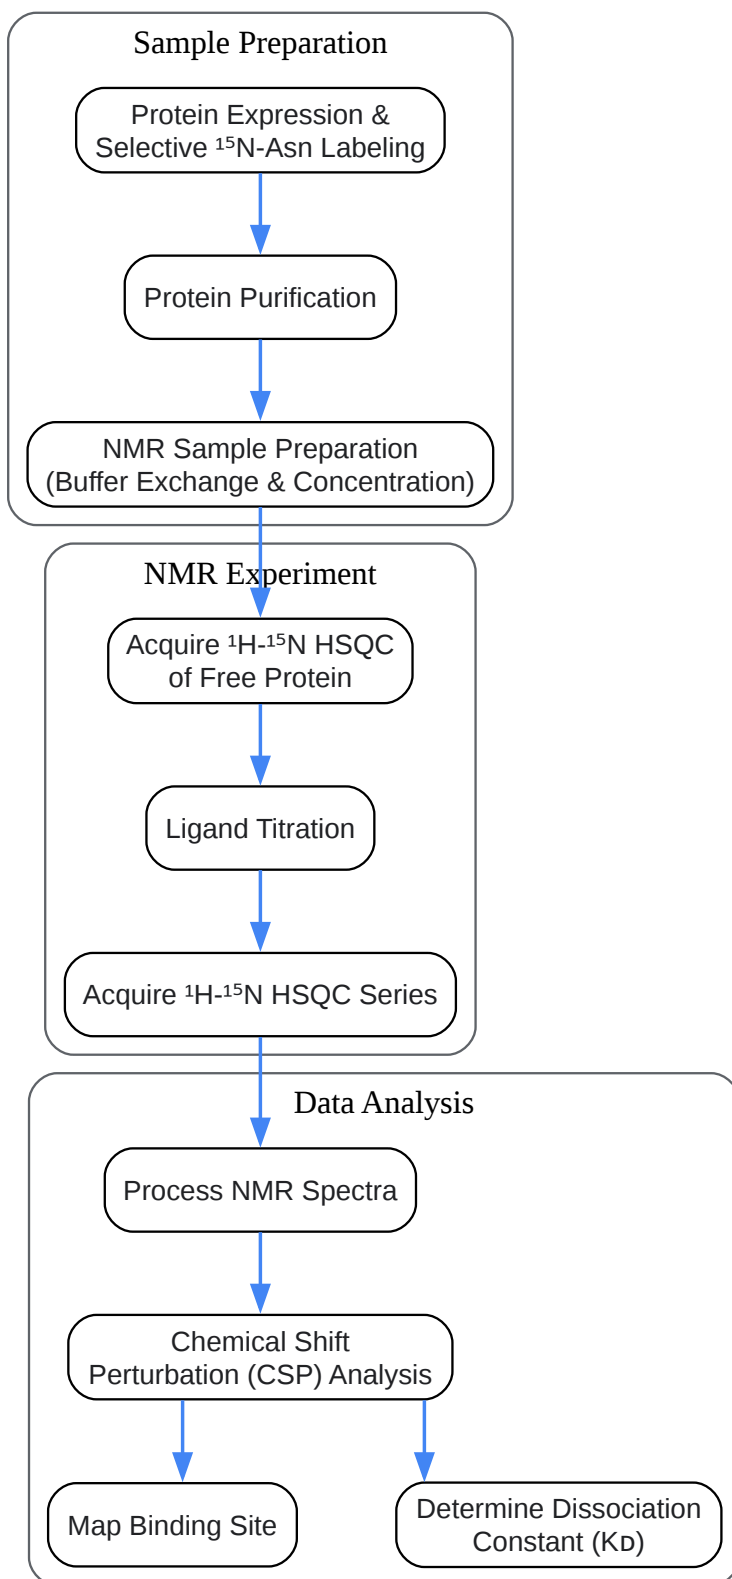 Sample Preparation
Protein Expression &
Selective ¹⁵N-Asn Labeling
Protein Purification
NMR Sample Preparation
(Buffer Exchange & Concentration)
NMR Experiment
Acquire ¹H-¹⁵N HSQC
of Free Protein
Ligand Titration
Acquire ¹H-¹⁵N HSQC Series
Data Analysis
Process NMR Spectra
Chemical Shift
Perturbation (CSP) Analysis
Map Binding Site
Determine Dissociation
Constant (Kᴅ)